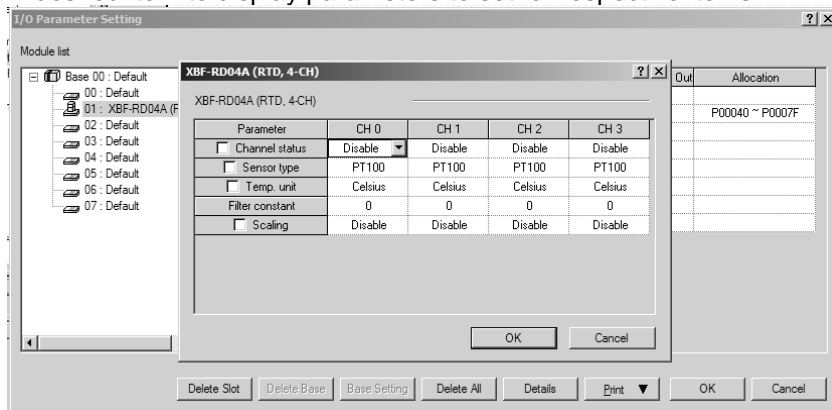 I/O Parameter Setting
Module list
Base 00 : Default
00 : Default
01 : XBF-RD04A (F
02 : Default
03 : Default
04 : Default
05 : Default
06 : Default
07 : Default
Out Allocation
P00040 ~ P0007F
XBF-RD04A (RTD, 4-CH)
XBF-RD04A (RTD, 4-CH)
Parameter CH 0 CH 1 CH 2 CH 3
Channel status Disable Disable Disable Disable
Sensor type PT100 PT100 PT100 PT100
Temp. unit Celsius Celsius Celsius Celsius
Filter constant 0 0 0 0
Scaling Disable Disable Disable Disable
OK Cancel
Delete Slot Delete Base Base Setting Delete All Details Print OK Cancel